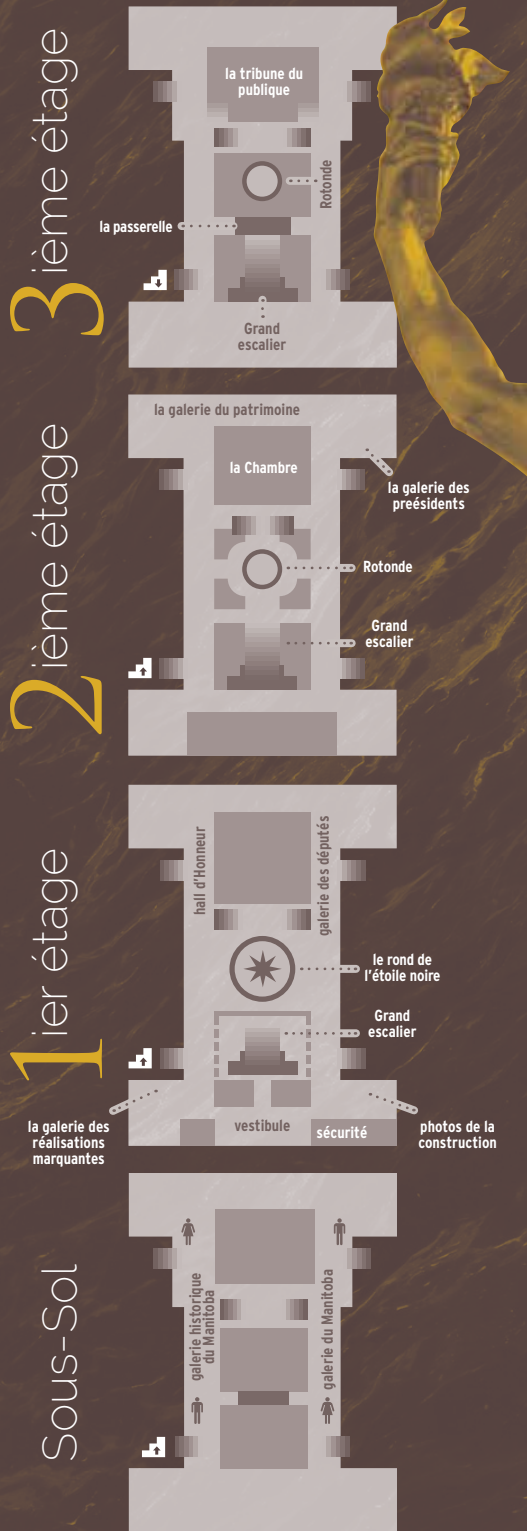 3ième étage
la tribune du
publique
Rotonde
la passerelle
Grand
escalier
2ième étage
la galerie du patrimoine
la Chambre
la galerie des
preésidents
Rotonde
Grand
escalier
1ier étage
hall d'Honneur
galerie des députés
le rond de
l'étoile noire
Grand
escalier
la galerie des
réalisations
marquantes
vestibule
sécurité
photos de la
construction
Sous-Sol
galerie historique
du Manitoba
galerie du Manitoba